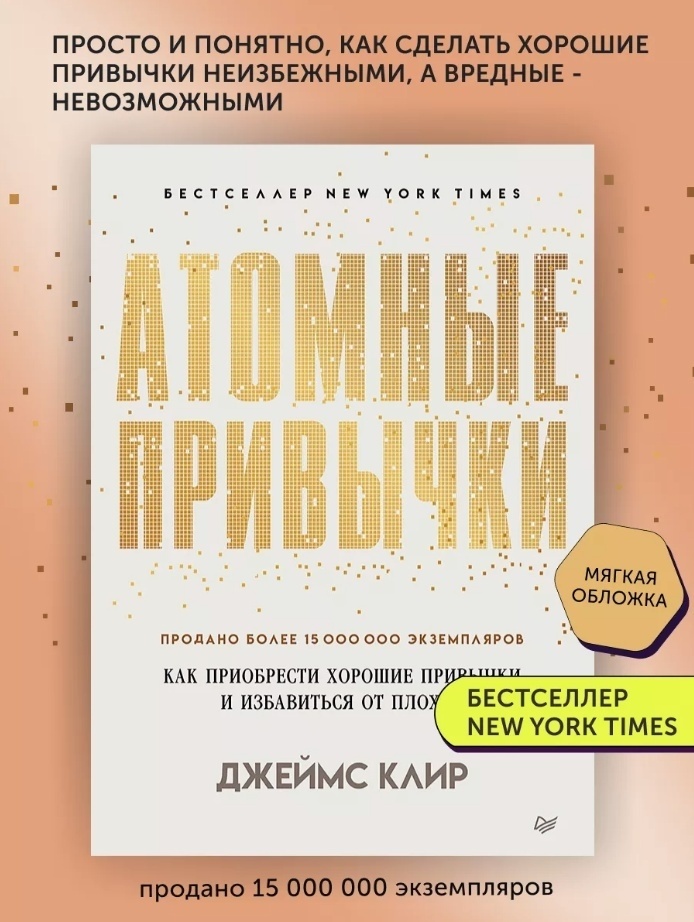 ПРОСТО И ПОНЯТНО, КАК СДЕЛАТЬ ХОРОШИЕ
ПРИВЫЧКИ НЕИЗБЕЖНЫМИ, А ВРЕДНЫЕ -
НЕВОЗМОЖНЫМИ
БЕСТСЕЛЛЕР NEW YORK TIMES
АТОМНЫЕ
ПРИВЫЧКИ
МЯГКАЯ
ОБЛОЖКА
ПРОДАНО БОЛЕЕ 15 000 000 ЭКЗЕМПЛЯРОВ
КАК ПРИОБРЕСТИ ХОРОШИЕ ПРИВЫЧКИ
И ИЗБАВИТЬСЯ ОТ
БЕСТСЕЛЛЕР
NEW YORK TIMES
ДЖЕЙМС КЛИР
продано 15 000 000 экземпляров